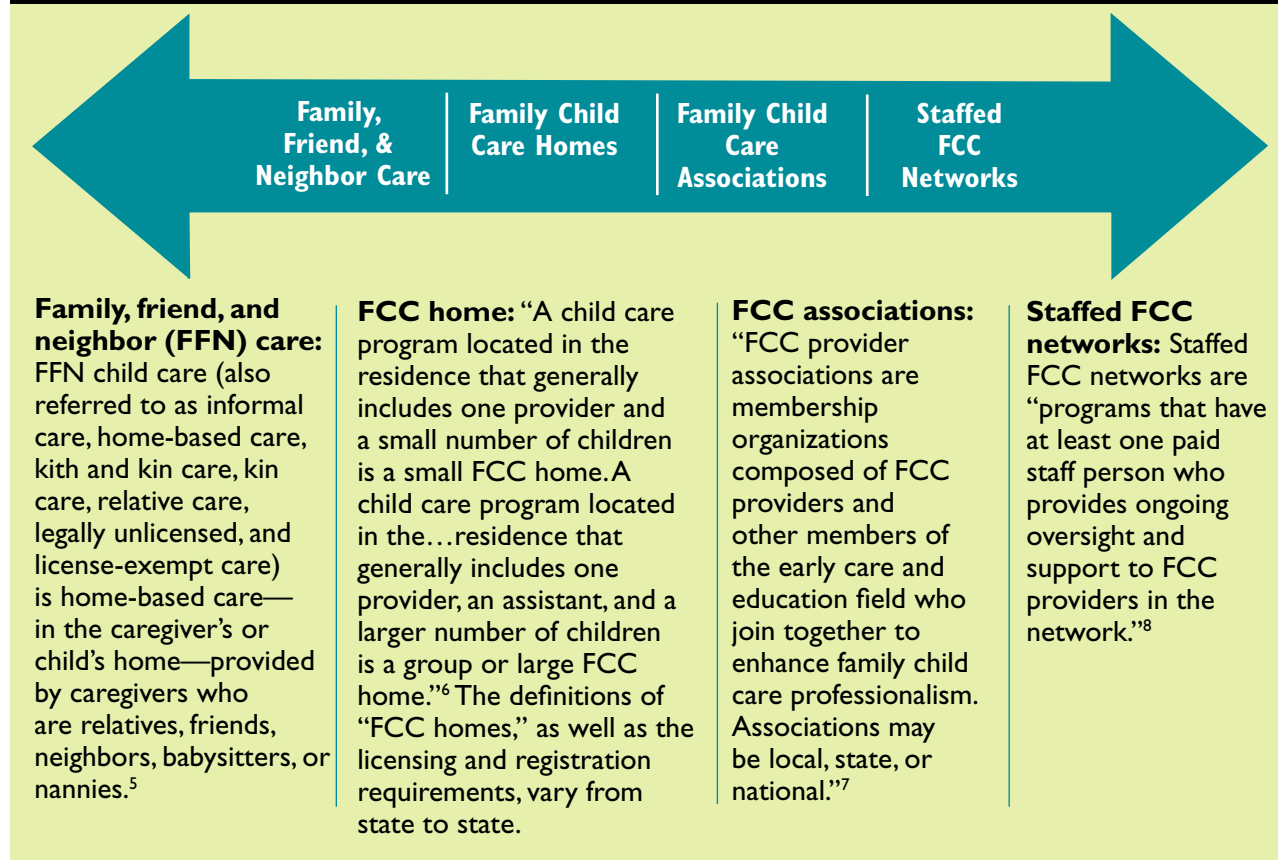 Family,
Friend, &
Neighbor Care
Family Child
Care Homes
Family Child
Care
Associations
Staffed
FCC
Networks
Family, friend, and
neighbor (FFN) care:
FFN child care (also
referred to as informal
care, home-based care,
kith and kin care, kin
care, relative care,
legally unlicensed, and
license-exempt care)
is home-based care—
in the caregiver’s or
child’s home—provided
by caregivers who
are relatives, friends,
neighbors, babysitters, or
nannies.⁵
FCC home: “A child care
program located in the
residence that generally
includes one provider and
a small number of children
is a small FCC home. A
child care program located
in the…residence that
generally includes one
provider, an assistant, and a
larger number of children
is a group or large FCC
home.”⁶ The definitions of
“FCC homes,” as well as the
licensing and registration
requirements, vary from
state to state.
FCC associations:
“FCC provider
associations are
membership
organizations
composed of FCC
providers and
other members of
the early care and
education field who
join together to
enhance family child
care professionalism.
Associations may
be local, state, or
national.”⁷
Staffed FCC
networks: Staffed
FCC networks are
“programs that have
at least one paid
staff person who
provides ongoing
oversight and
support to FCC
providers in the
network.”⁸